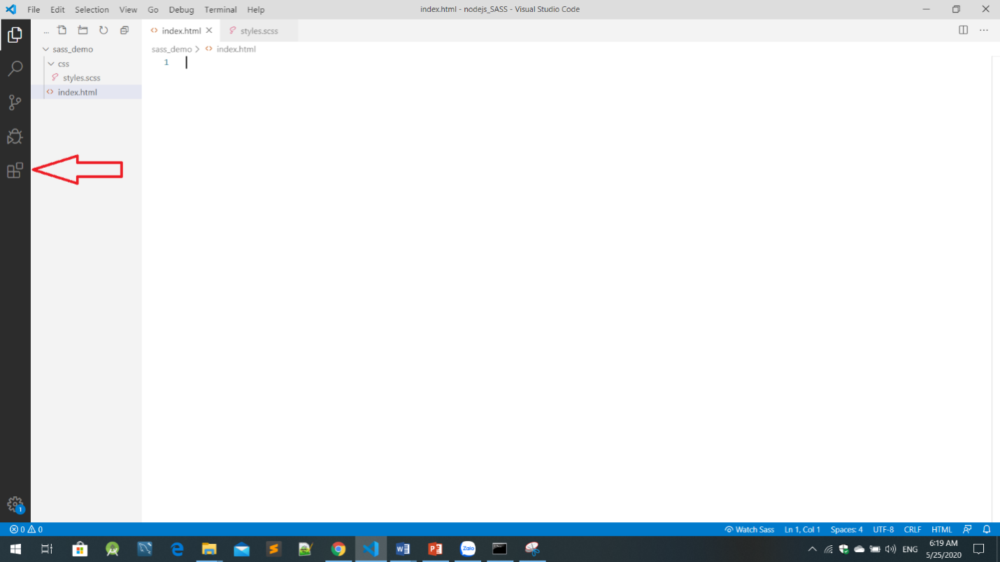 File Edit Selection View Go Debug Terminal Help
index.html - nodejs_SASS - Visual Studio Code
...
sass_demo
css
styles.scss
index.html
index.html styles.scss
sass_demo > index.html
1
1
0 0
Watch Sass Ln 1, Col 1 Spaces: 4 UTF-8 CRLF HTML
Zalo
ENG
6:19 AM
5/25/2020